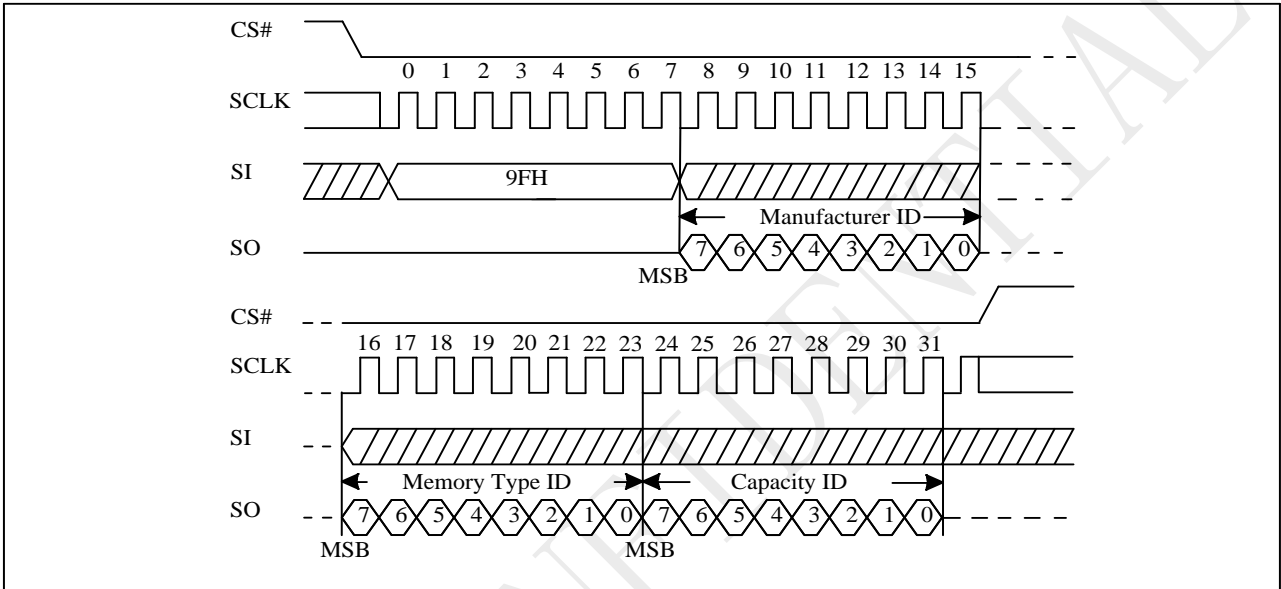 CS#
0 1 2 3 4 5 6 7 8 9 10 11 12 13 14 15
SCLK
SI
9FH
Manufacturer ID
SO
7 6 5 4 3 2 1 0
MSB
CS#
16 17 18 19 20 21 22 23 24 25 26 27 28 29 30 31
SCLK
SI
Memory Type ID Capacity ID
SO
7 6 5 4 3 2 1 0 7 6 5 4 3 2 1 0
MSB MSB
NFIDENTIAL